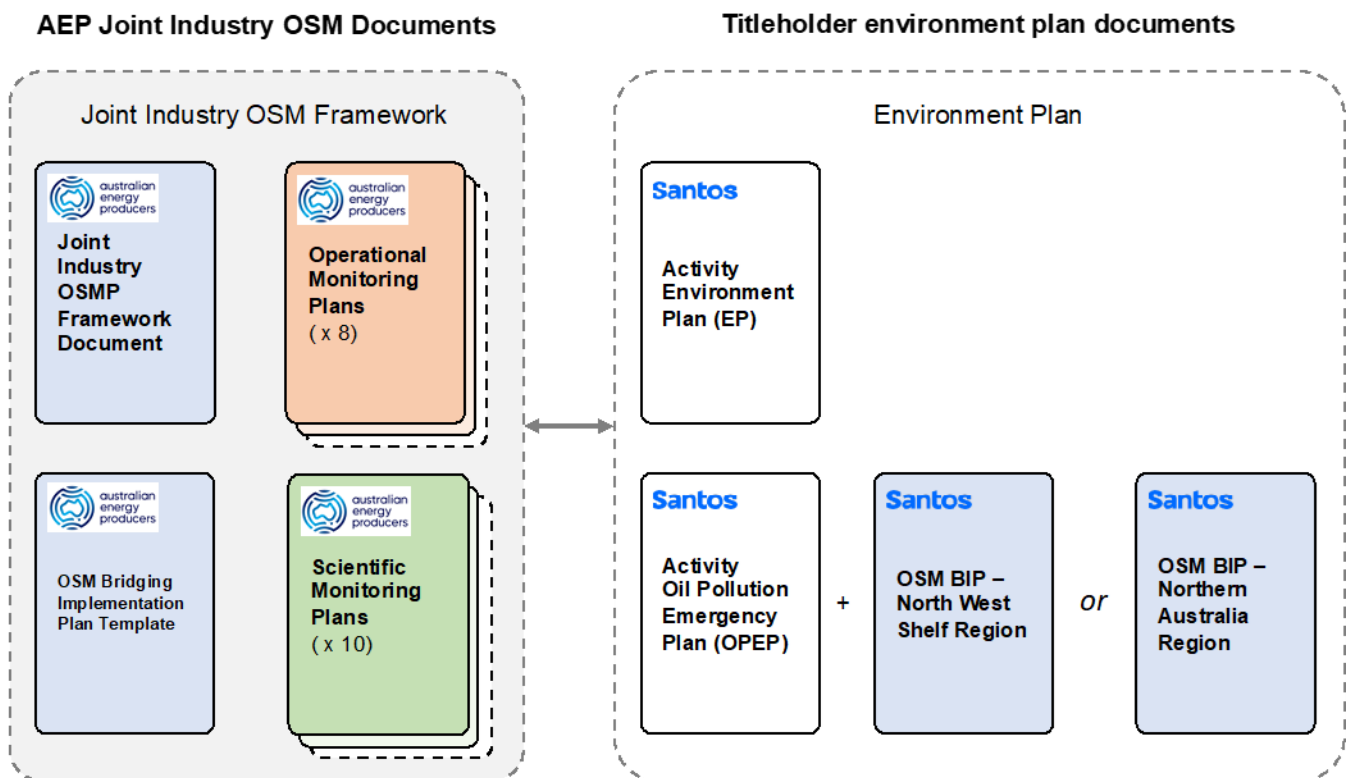 AEP Joint Industry OSM Documents
Titleholder environment plan documents
Joint Industry OSM Framework
australian
energy
producers
Joint
Industry
OSMP
Framework
Document
australian
energy
producers
Operational
Monitoring
Plans
( x 8)
australian
energy
producers
OSM Bridging
Implementation
Plan Template
australian
energy
producers
Scientific
Monitoring
Plans
( x 10)
Environment Plan
Santos
Activity
Environment
Plan (EP)
Santos
Activity
Oil Pollution
Emergency
Plan (OPEP)
+
Santos
OSM BIP –
North West
Shelf Region
or
Santos
OSM BIP –
Northern
Australia
Region